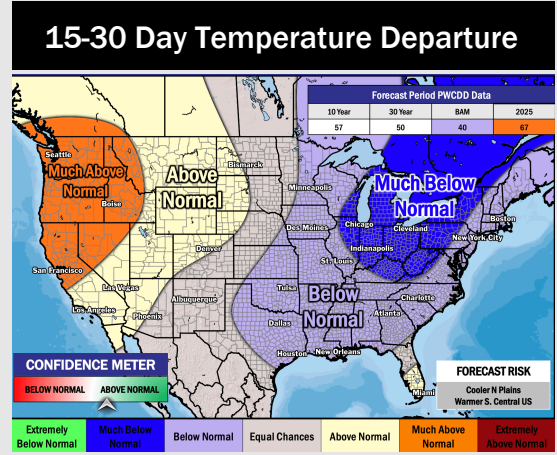 15-30 Day Temperature Departure
Forecast Period PWCDD Data
10 Year 30 Year BAM 2025
57 50 40 67
Seattle
Much Above
Normal
Boise
Above
Normal
Bismarck
Minneapolis
Much Below
Normal
Boston
Chicago
Cleveland
New York City
Des Moines
Indianapolis
Denver
St. Louis
San Francisco
Las Vegas
Los Angeles
Phoenix
Albuquerque
Tulsa
Below
Normal
Charlotte
Atlanta
Dallas
Houston
New Orleans
Miami
CONFIDENCE METER
BELOW NORMAL ABOVE NORMAL
FORECAST RISK
Cooler N Plains
Warmer S. Central US
Extremely
Below Normal
Much Below
Normal
Below Normal
Equal Chances
Above Normal
Much Above
Normal
Extremely
Above Normal